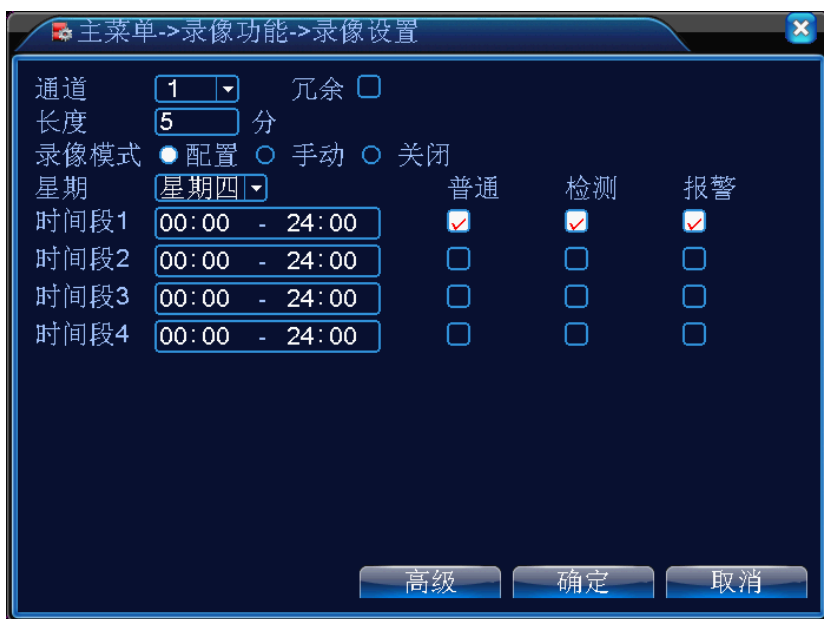 主菜单->录像功能->录像设置
通道 1 冗余
长度 5 分
录像模式 配置 手动 关闭
星期 星期四 普通 检测 报警
时间段1 00:00 - 24:00
时间段2 00:00 - 24:00
时间段3 00:00 - 24:00
时间段4 00:00 - 24:00
高级 确定 取消